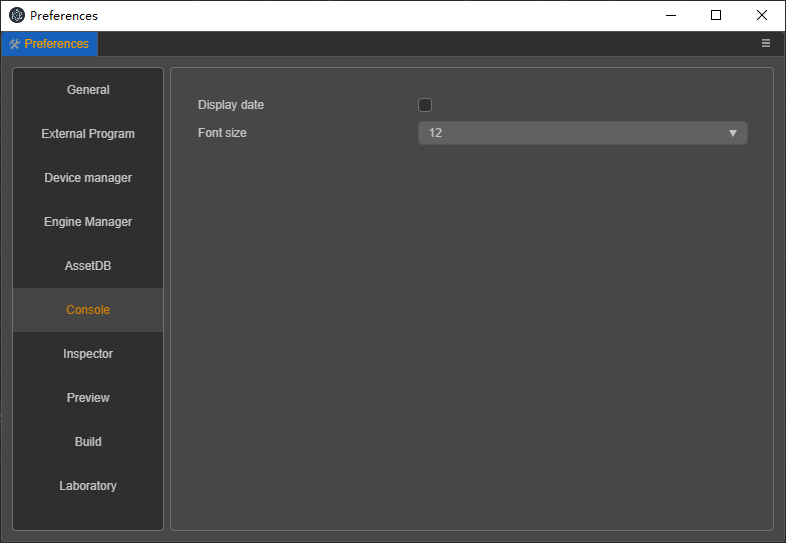 Preferences
Preferences
General
External Program
Device manager
Engine Manager
AssetDB
Console
Inspector
Preview
Build
Laboratory
Display date
Font size
12